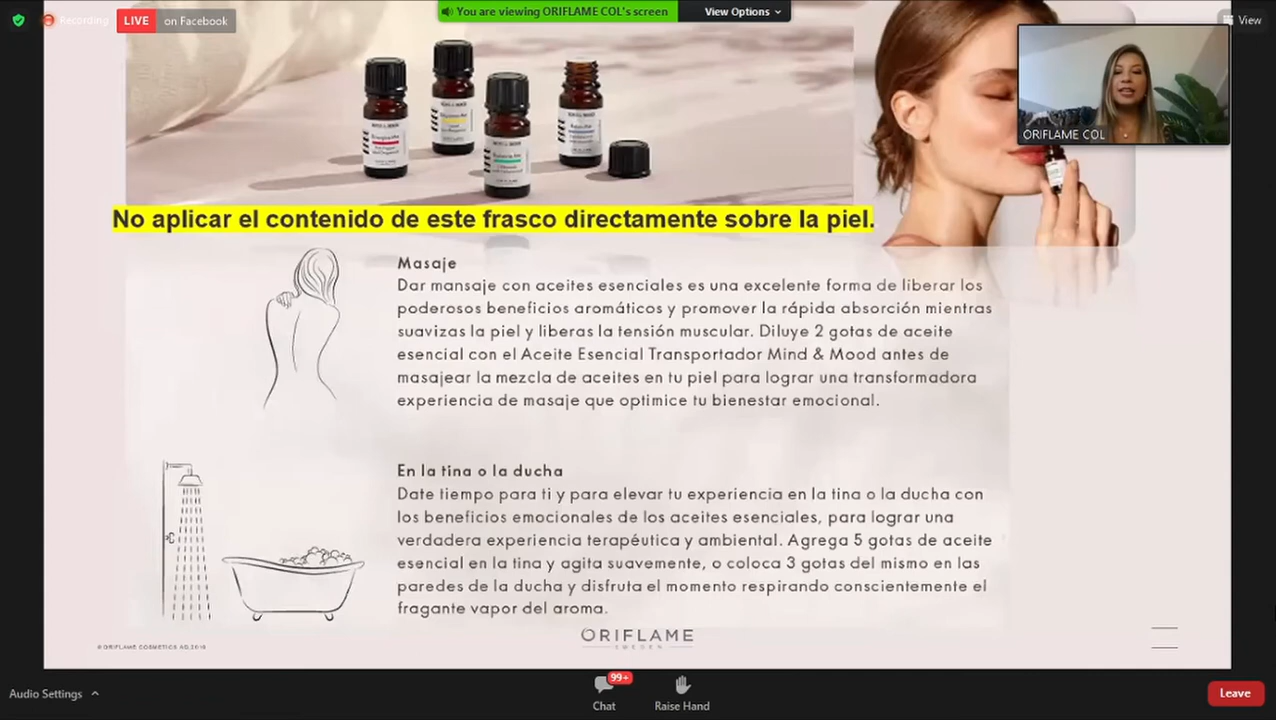 Recording
LIVE on Facebook
You are viewing ORIFLAME COL's screen
View Options
View
ORIFLAME COL
No aplicar el contenido de este frasco directamente sobre la piel.
Masaje
Dar mansaje con aceites esenciales es una excelente forma de liberar los
poderosos beneficios aromáticos y promover la rápida absorción mientras
suavizas la piel y liberas la tensión muscular. Diluye 2 gotas de aceite
esencial con el Aceite Esencial Transportador Mind & Mood antes de
masajear la mezcla de aceites en tu piel para lograr una transformadora
experiencia de masaje que optimice tu bienestar emocional.
En la tina o la ducha
Date tiempo para ti y para elevar tu experiencia en la tina o la ducha con
los beneficios emocionales de los aceites esenciales, para lograr una
verdadera experiencia terapéutica y ambiental. Agrega 5 gotas de aceite
esencial en la tina y agita suavemente, o coloca 3 gotas del mismo en las
paredes de la ducha y disfruta el momento respirando conscientemente el
fragante vapor del aroma.
ORIFLAME
SWEDEN
© ORIFLAME COSMETICS AG,
Audio Settings
99+
Chat
Raise Hand
Leave